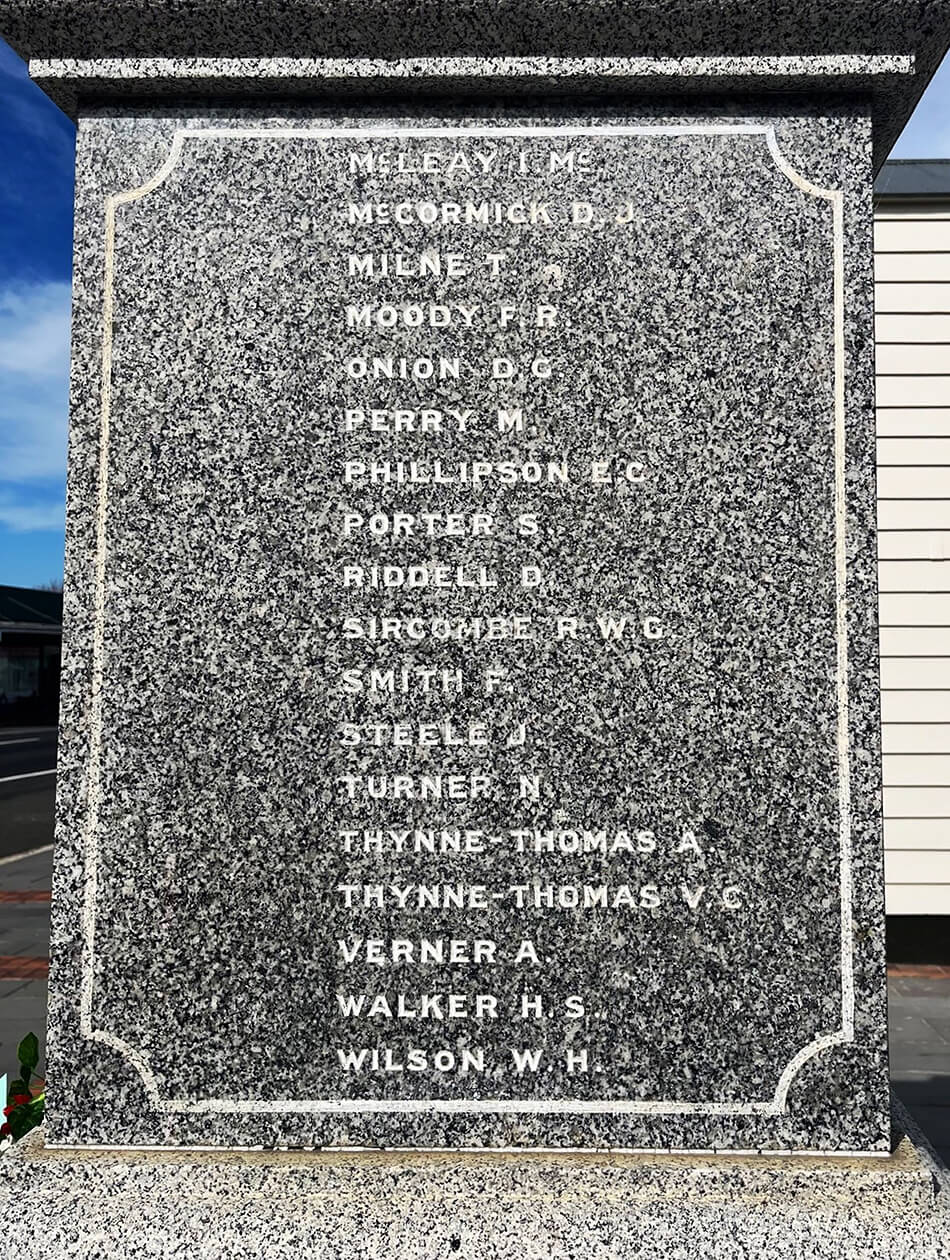 McLEAY I. Mc
McCORMICK D. J.
MILNE T.
MOODY F. R.
ONION D. G.
PERRY M.
PHILLIPSON E. C.
PORTER S.
RIDDELL D.
SIRCOMBE R. W. G.
SMITH F.
STEELE J.
TURNER N.
THYNNE-THOMAS A.
THYNNE-THOMAS V. C
VERNER A.
WALKER H. S.
WILSON W. H.